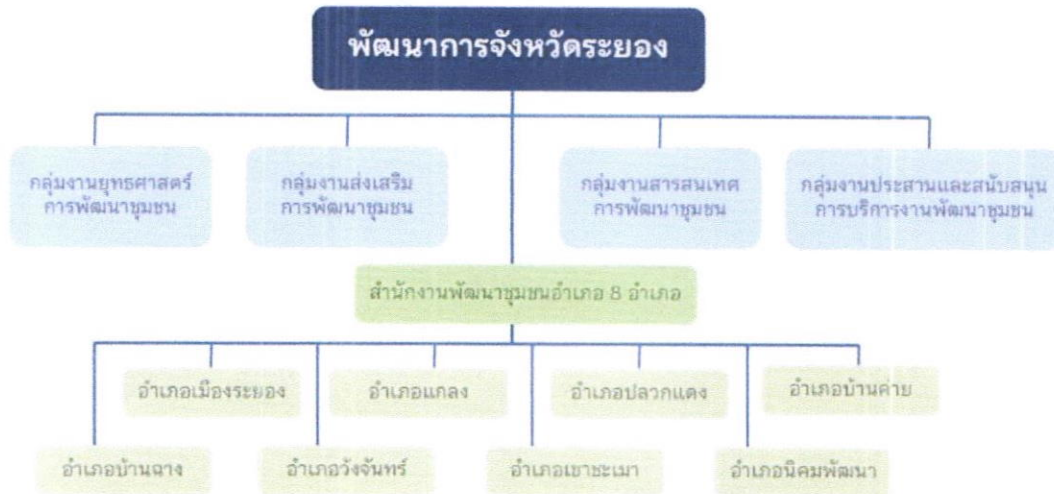 พัฒนาการจังหวัดระยอง
กลุ่มงานยุทธศาสตร์
การพัฒนาชุมชน
กลุ่มงานส่งเสริม
การพัฒนาชุมชน
กลุ่มงานสารสนเทศ
การพัฒนาชุมชน
กลุ่มงานประสานและสนับสนุน
การบริการงานพัฒนาชุมชน
สำนักงานพัฒนาชุมชนอำเภอ 8 อำเภอ
อำเภอเมืองระยอง
อำเภอแกลง
อำเภอปลวกแดง
อำเภอบ้านค่าย
อำเภอบ้านฉาง
อำเภอวังจันทร์
อำเภอเขาชะเมา
อำเภอนิคมพัฒนา